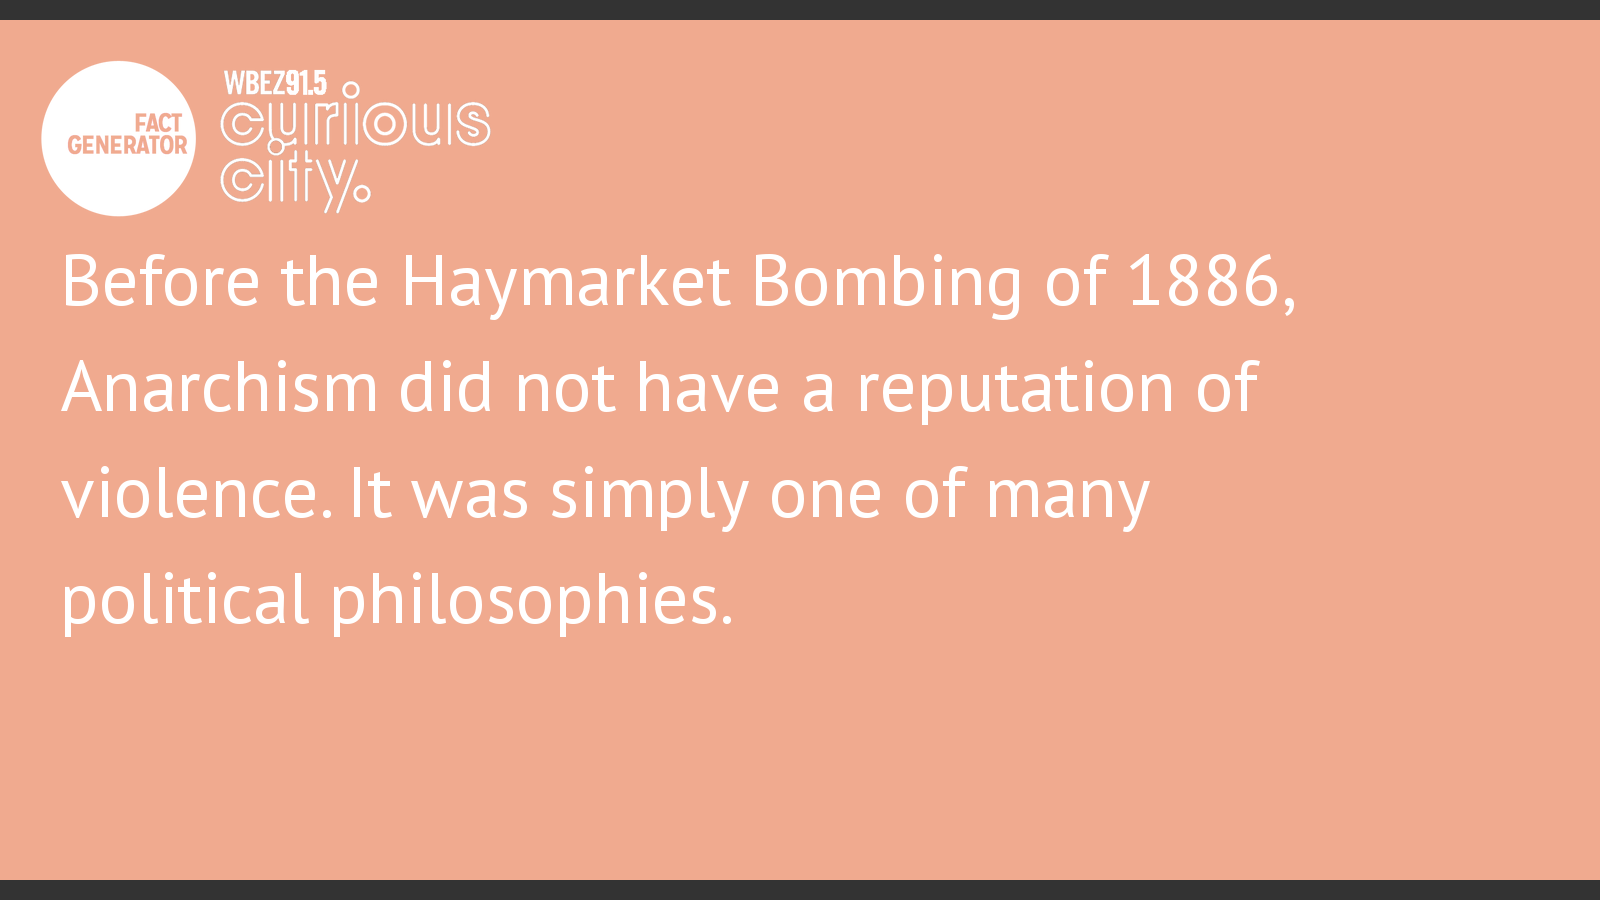 FACT
GENERATOR
WBEZ91.5
curious
city.
Before the Haymarket Bombing of 1886,
Anarchism did not have a reputation of
violence. It was simply one of many
political philosophies.